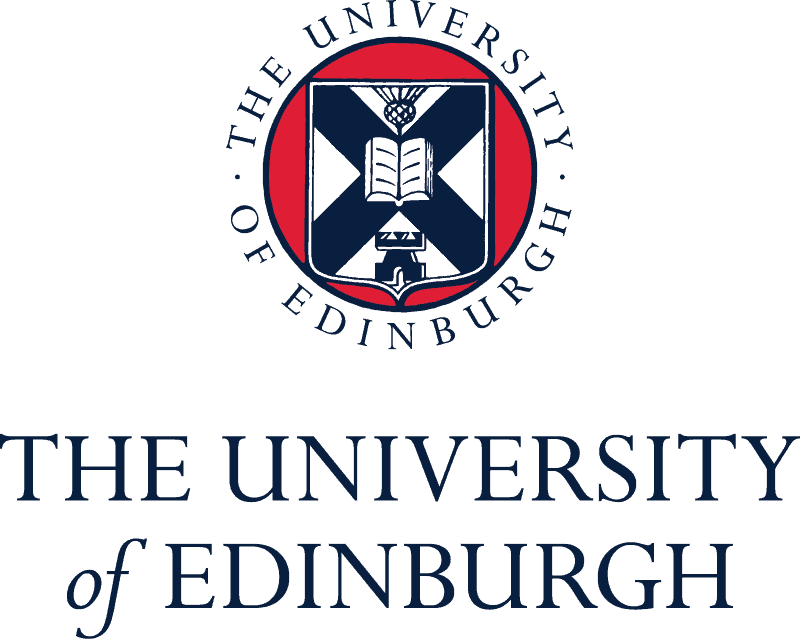 THE UNIVERSITY
· OF EDINBURGH ·
THE UNIVERSITY
of EDINBURGH